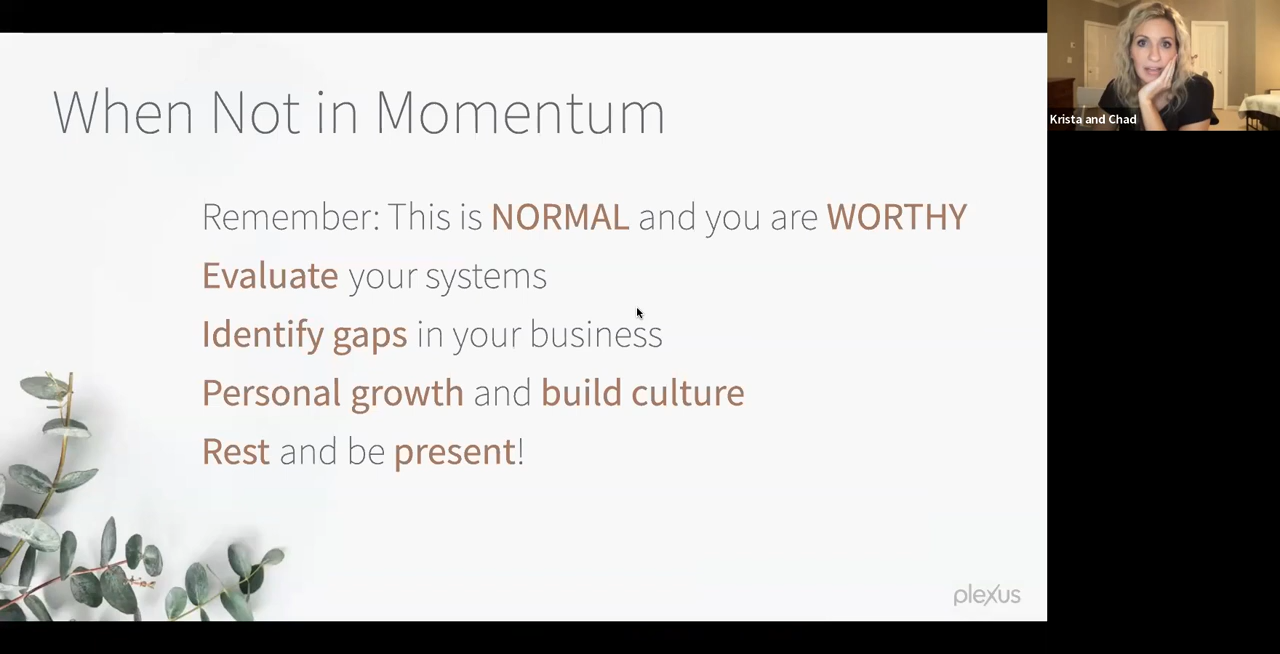 When Not in Momentum
Remember: This is NORMAL and you are WORTHY
Evaluate your systems
Identify gaps in your business
Personal growth and build culture
Rest and be present!
plexus
Krista and Chad